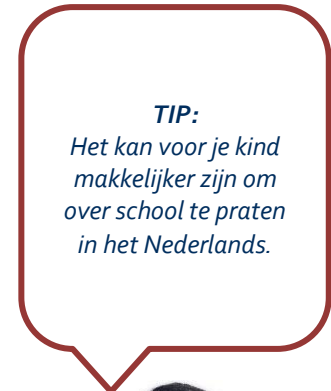 TIP:
Het kan voor je kind
makkelijker zijn om
over school te praten
in het Nederlands.